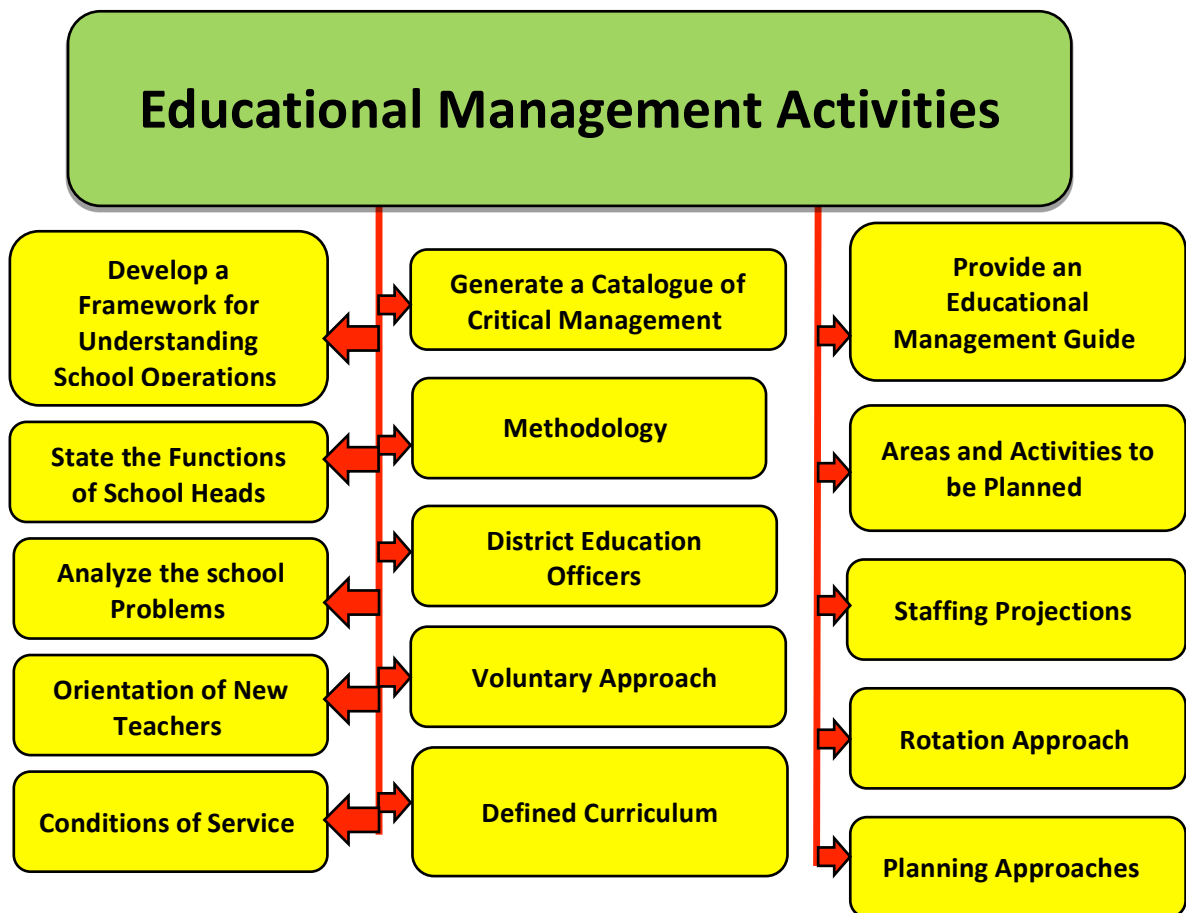 Educational Management Activities
Develop a
Framework for
Understanding
School Operations
State the Functions
of School Heads
Analyze the school
Problems
Orientation of New
Teachers
Conditions of Service
Generate a Catalogue of
Critical Management
Methodology
District Education
Officers
Voluntary Approach
Defined Curriculum
Provide an
Educational
Management Guide
Areas and Activities to
be Planned
Staffing Projections
Rotation Approach
Planning Approaches